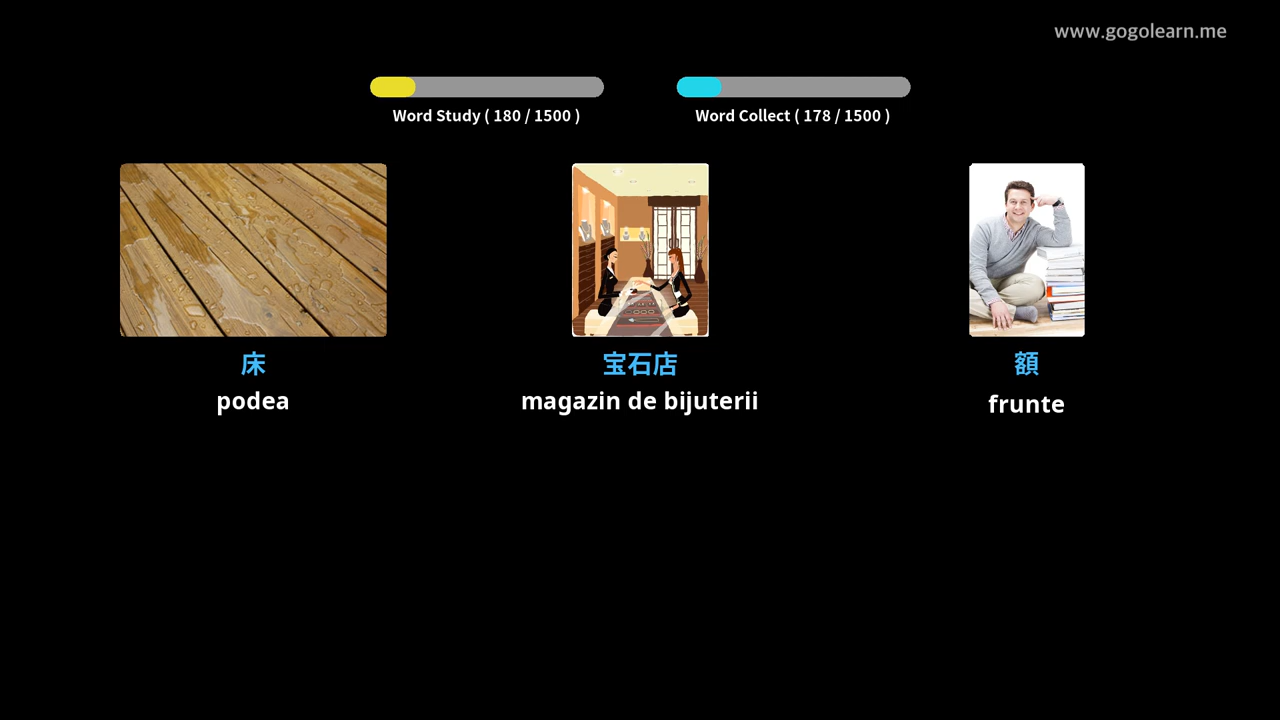 www.gogolearn.me
Word Study ( 180 / 1500 )
Word Collect ( 178 / 1500 )
床
podea
宝石店
magazin de bijuterii
額
frunte